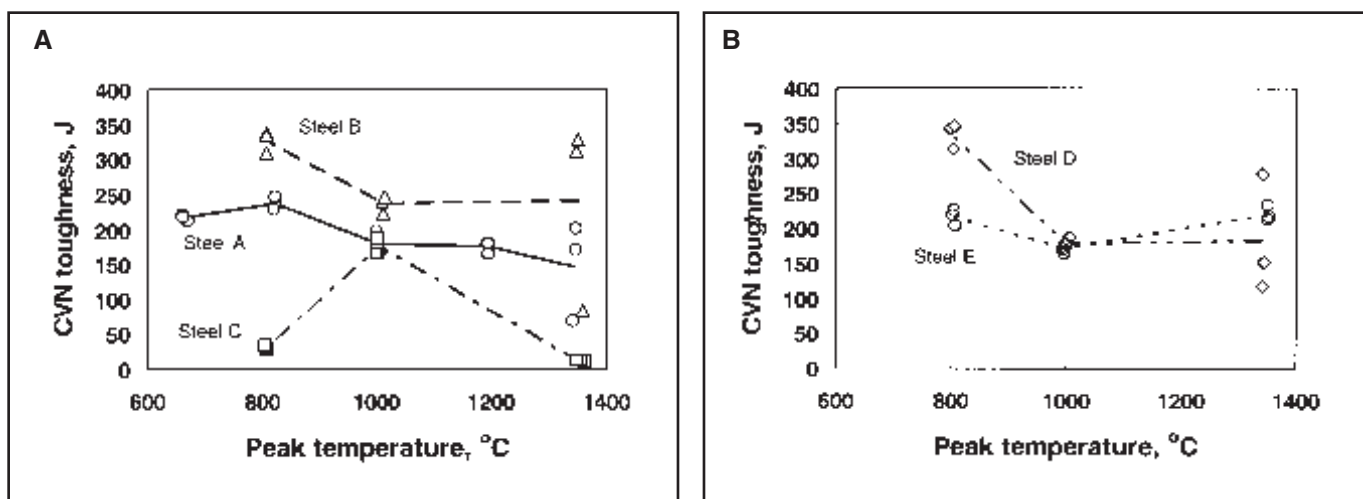 A
CVN toughness, J
400
350
300
250
200
150
100
50
0
Steel B
Steel A
Steel C
600 800 1000 1200 1400
Peak temperature, °C
B
CVN toughness, J
400
350
300
250
200
150
100
50
0
Steel D
Steel E
600 800 1000 1200 1400
Peak temperature, °C